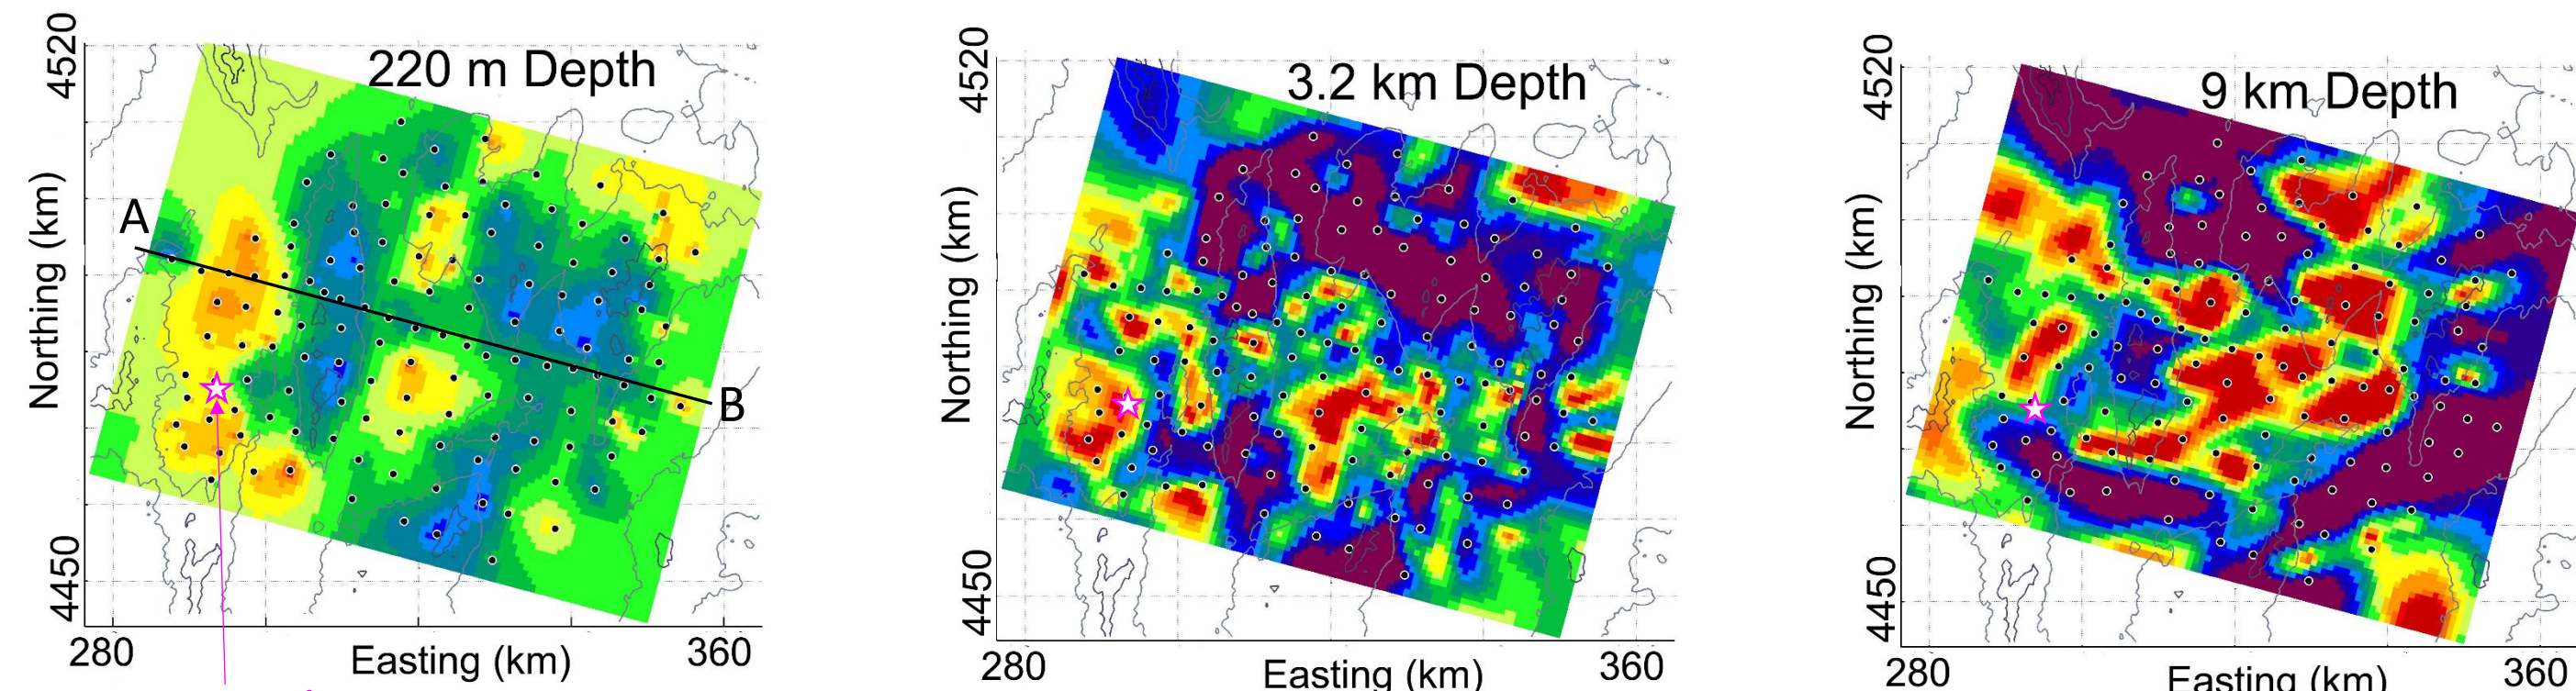 220 m Depth
4520
Northing (km)
4450
A
B
280
Easting (km)
360
3.2 km Depth
4520
Northing (km)
4450
280
Easting (km)
360
9 km Depth
4520
Northing (km)
4450
280
Easting (km)
360